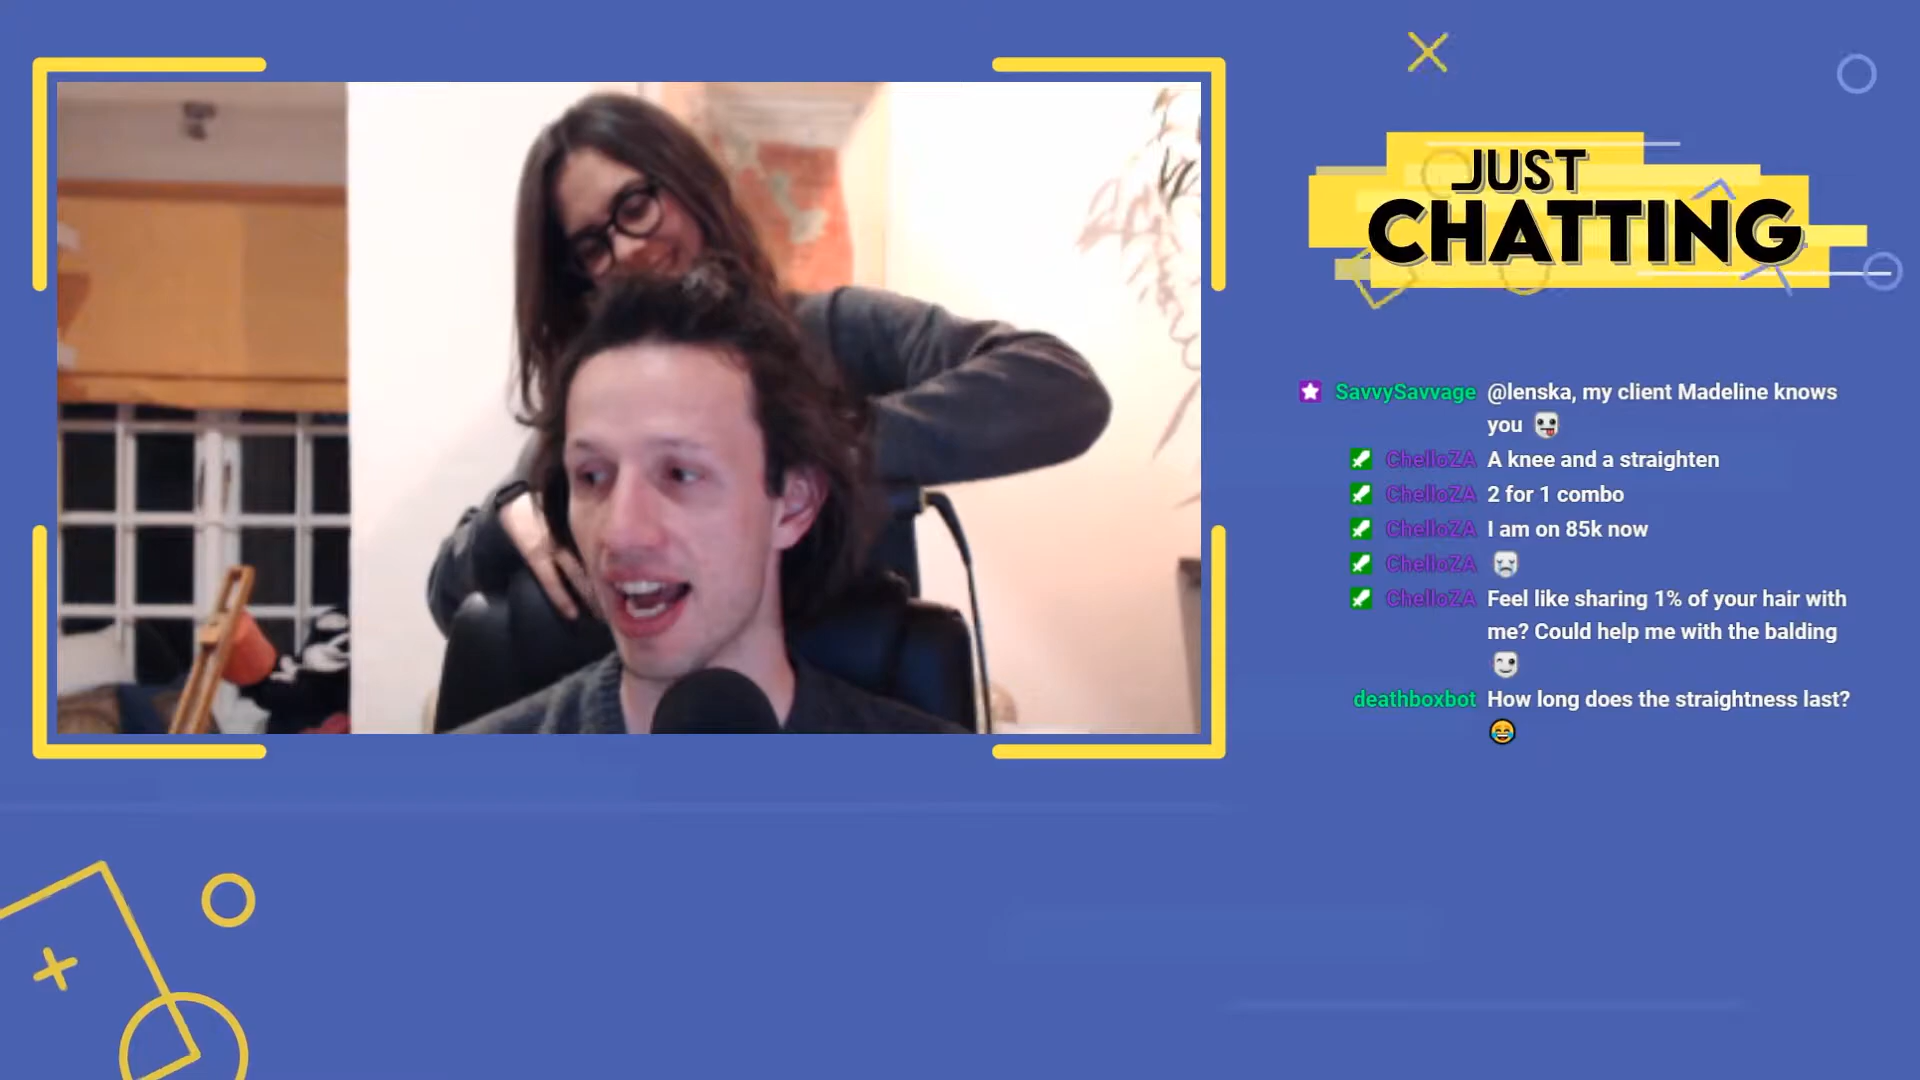 JUST
CHATTING
SavvySavvage @lenska, my client Madeline knows
you
ChelloZA A knee and a straighten
ChelloZA 2 for 1 combo
ChelloZA I am on 85k now
ChelloZA
ChelloZA Feel like sharing 1% of your hair with
me? Could help me with the balding
deathboxbot How long does the straightness last?